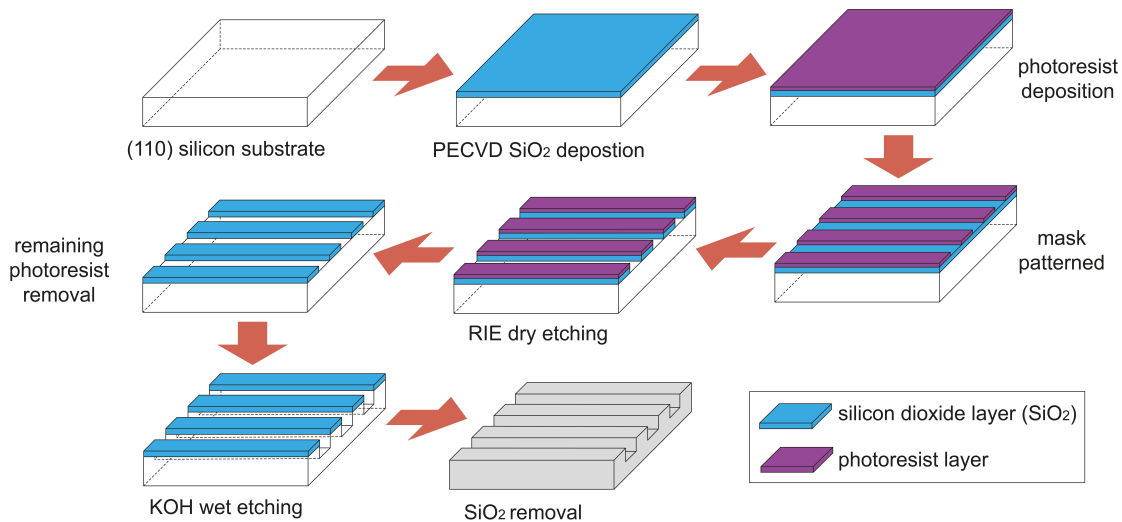 (110) silicon substrate
PECVD SiO₂ depostion
photoresist
deposition
mask
patterned
RIE dry etching
remaining
photoresist
removal
KOH wet etching
SiO₂ removal
silicon dioxide layer (SiO₂)
photoresist layer